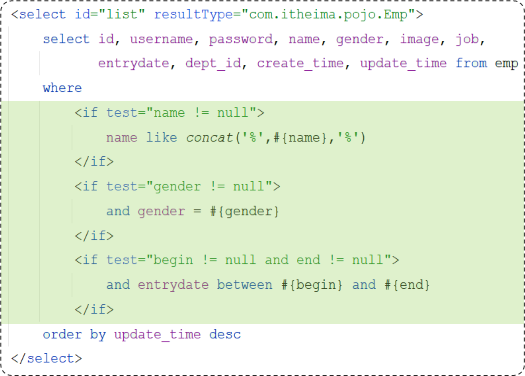 <select id="list" resultType="com.itheima.pojo.Emp">
select id, username, password, name, gender, image, job,
entrydate, dept_id, create_time, update_time from emp
where
<if test="name != null">
name like concat('%',#{name},'%')
</if>
<if test="gender != null">
and gender = #{gender}
</if>
<if test="begin != null and end != null">
and entrydate between #{begin} and #{end}
</if>
order by update_time desc
</select>